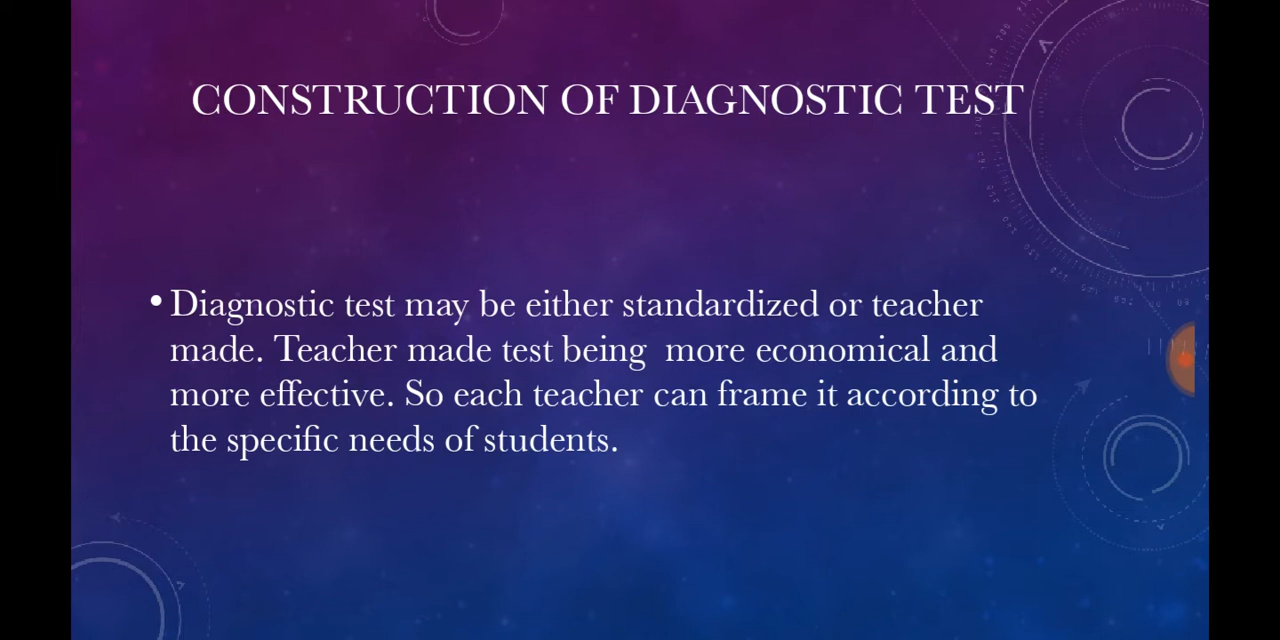 CONSTRUCTION OF DIAGNOSTIC TEST
• Diagnostic test may be either standardized or teacher
made. Teacher made test being more economical and
more effective. So each teacher can frame it according to
the specific needs of students.